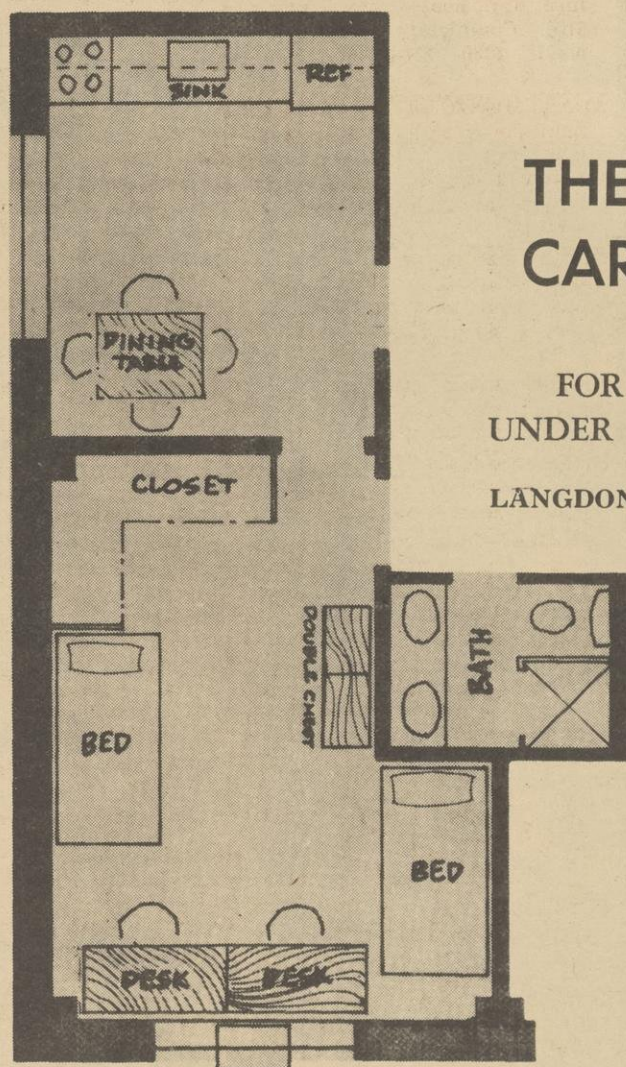 SINK
REF
THE
CAR
DINING
TABLE
FOR
UNDER
CLOSET
LANGDON
DOUBLE CHEST
BATH
BED
BED
DESK
DESK